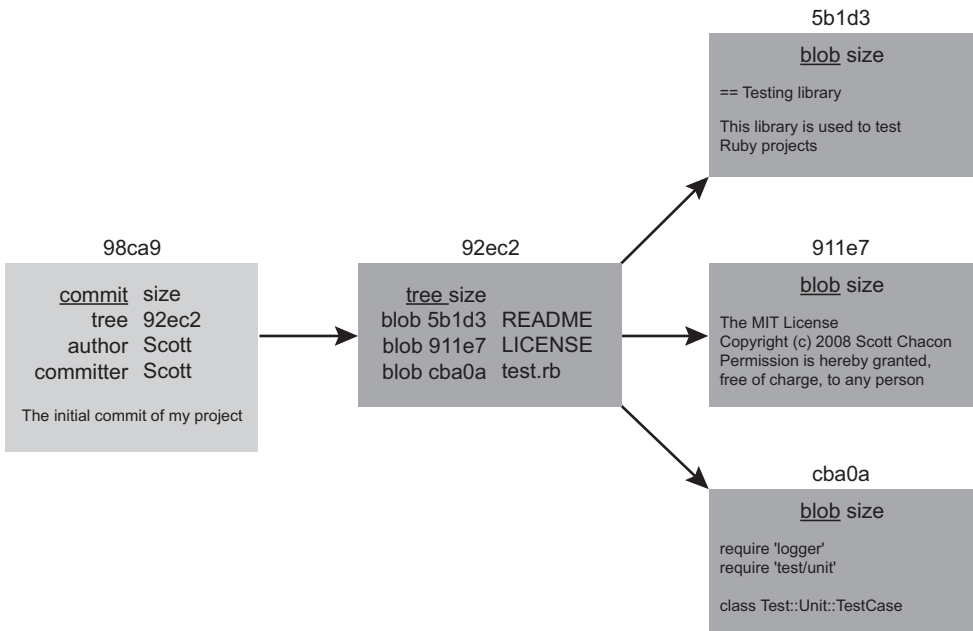 98ca9
commit size
tree 92ec2
author Scott
committer Scott
The initial commit of my project
92ec2
tree size
blob 5b1d3 README
blob 911e7 LICENSE
blob cba0a test.rb
5b1d3
blob size
== Testing library
This library is used to test
Ruby projects
911e7
blob size
The MIT License
Copyright (c) 2008 Scott Chacon
Permission is hereby granted,
free of charge, to any person
cba0a
blob size
require 'logger'
require 'test/unit'
class Test::Unit::TestCase